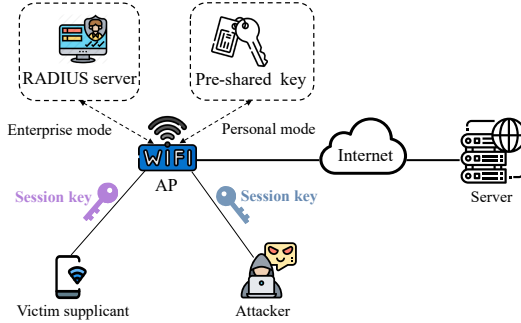 RADIUS server
Pre-shared key
Enterprise mode
Personal mode
WIFI
AP
Internet
Server
Session key
Session key
Victim supplicant
Attacker